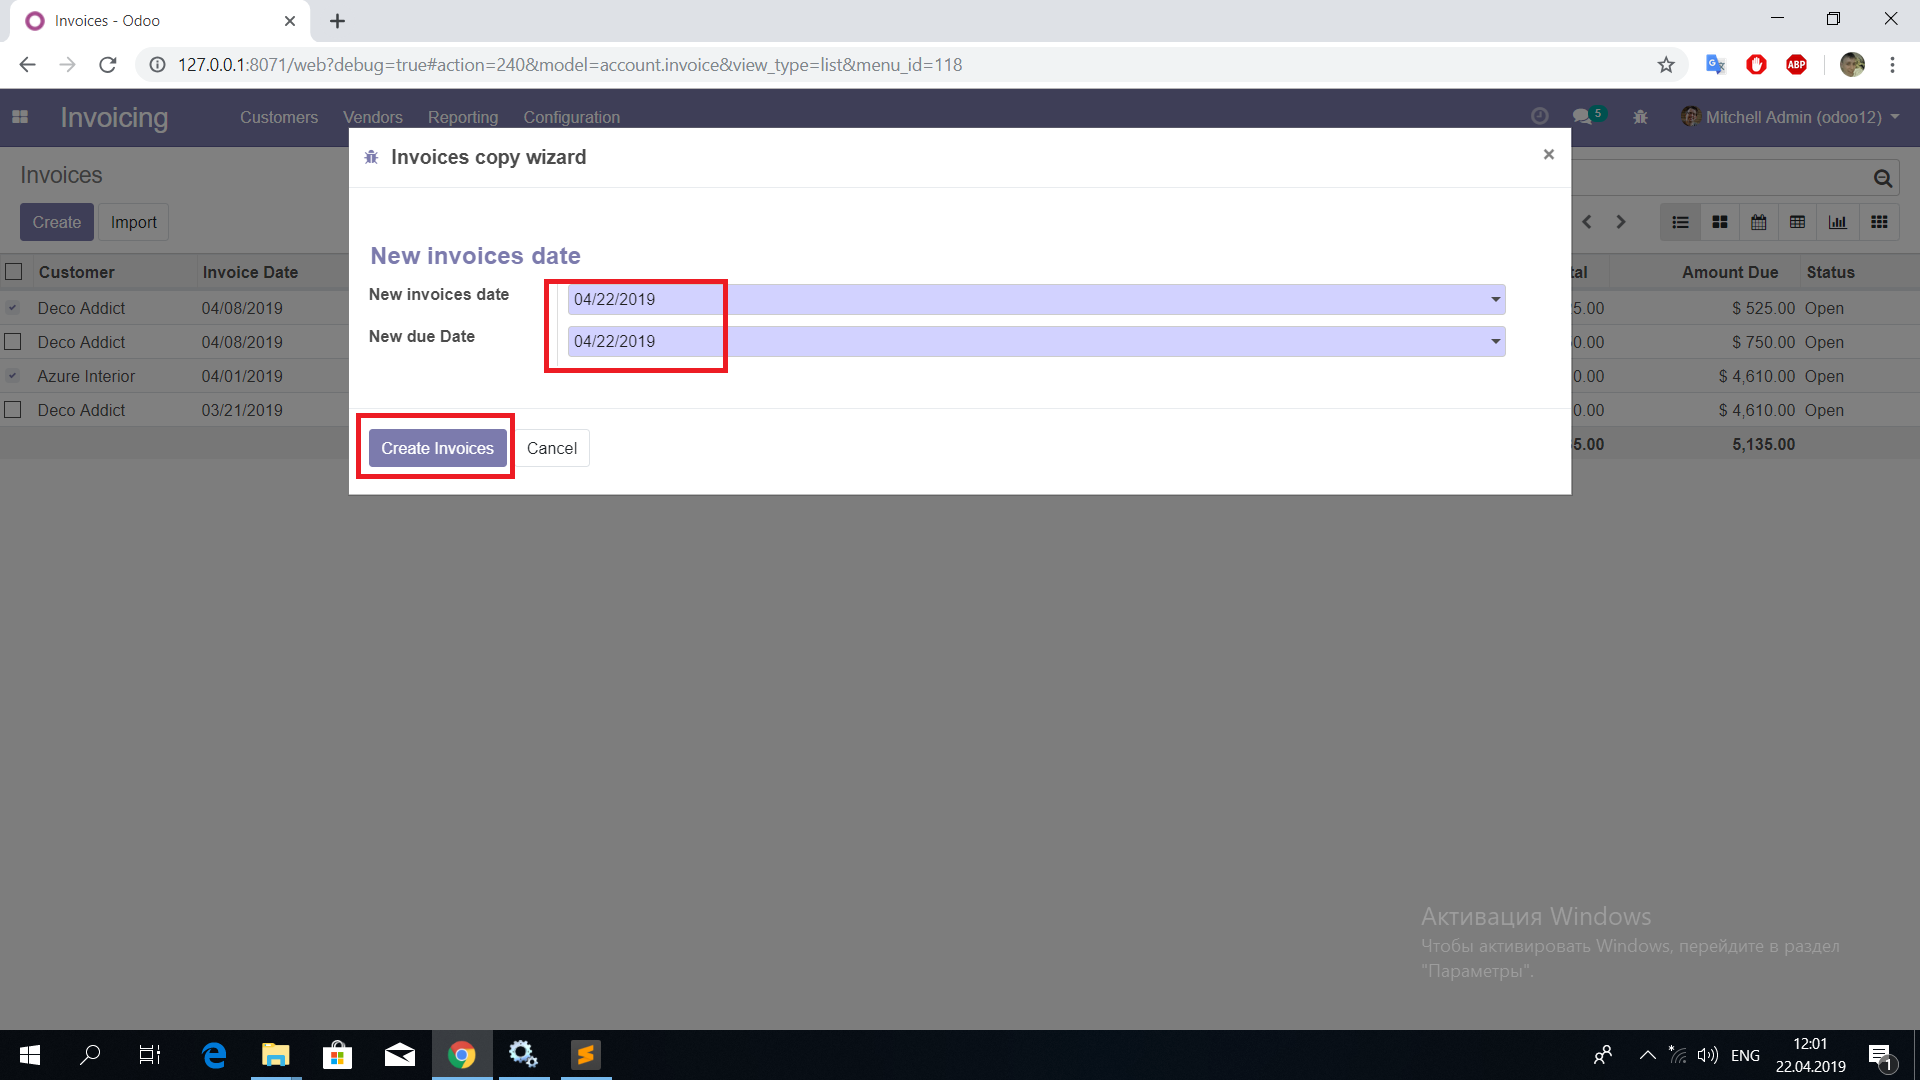 Invoices - Odoo
127.0.0.1:8071/web?debug=true#action=240&model=account.invoice&view_type=list&menu_id=118
ABP
Invoicing
Customers
Vendors
Reporting
Configuration
5
Mitchell Admin (odoo12)
Invoices copy wizard
Invoices
Create
Import
New invoices date
New invoices date
04/22/2019
New due Date
04/22/2019
Create Invoices
Cancel
Customer Invoice Date tal Amount Due Status
Deco Addict 04/08/2019 5.00 $ 525.00 Open
Deco Addict 04/08/2019 0.00 $ 750.00 Open
Azure Interior 04/01/2019 0.00 $ 4,610.00 Open
Deco Addict 03/21/2019 0.00 $ 4,610.00 Open
5.00 5,135.00
Активация Windows
Чтобы активировать Windows, перейдите в раздел
"Параметры".
ENG
12:01
22.04.2019
1